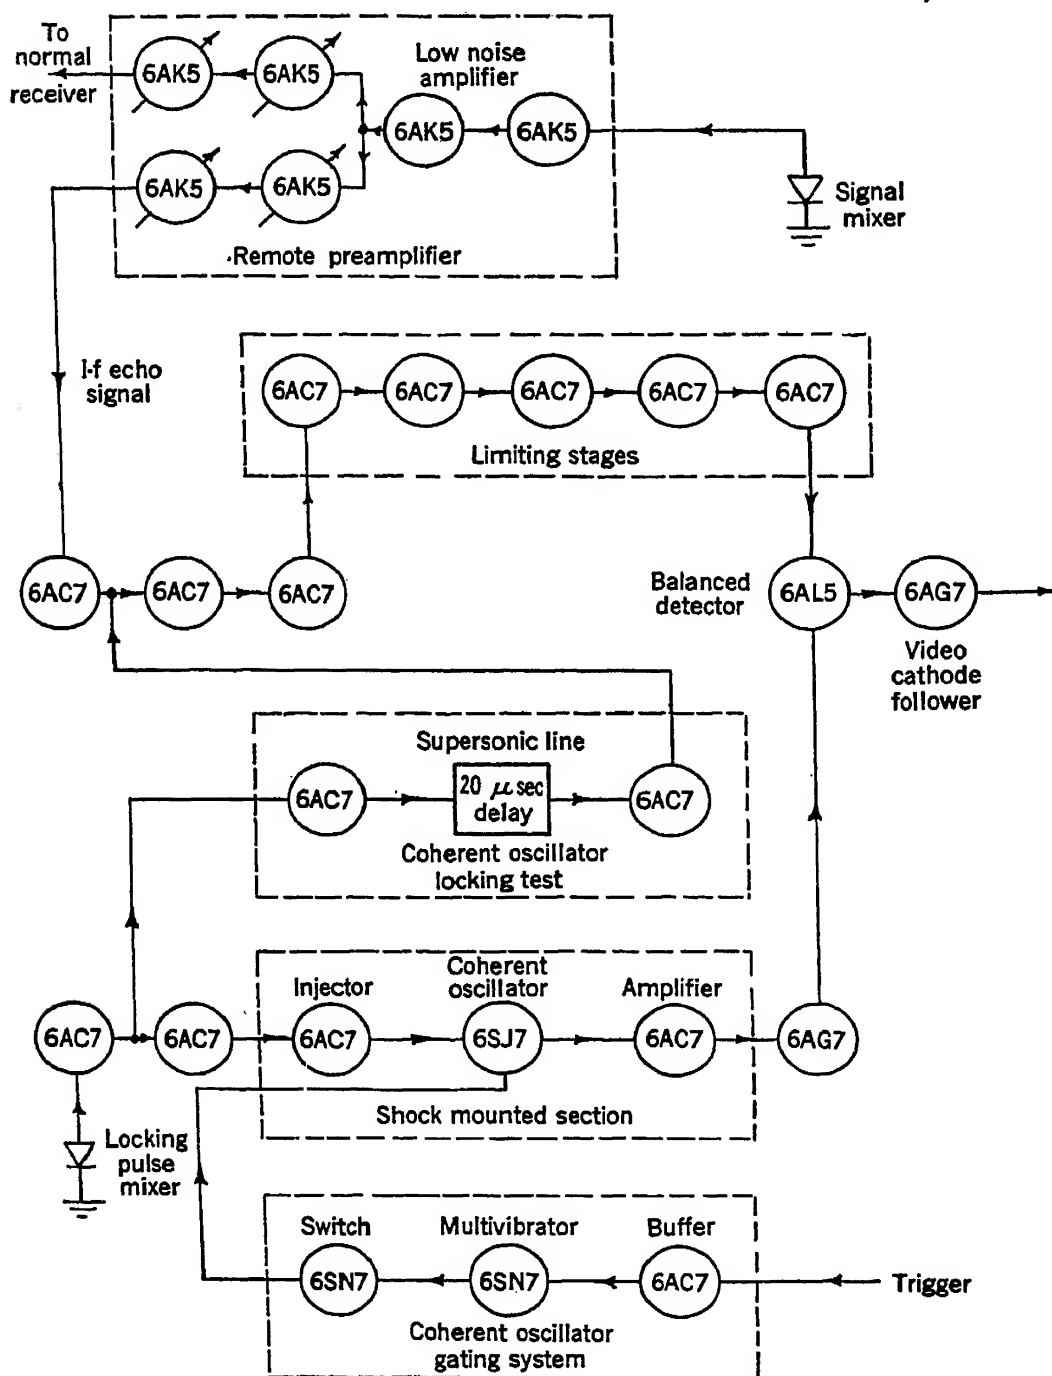 To
normal
receiver
6AK5
6AK5
Low noise
amplifier
6AK5
6AK5
6AK5
6AK5
Signal
mixer
Remote preamplifier
I-f echo
signal
6AC7
6AC7
6AC7
6AC7
6AC7
Limiting stages
6AC7
6AC7
6AC7
Balanced
detector
6AL5
6AG7
Video
cathode
follower
Supersonic line
6AC7
20 μsec
delay
6AC7
Coherent oscillator
locking test
Injector
Coherent
oscillator
Amplifier
6AC7
6AC7
6AC7
6SJ7
6AC7
6AG7
Shock mounted section
Locking
pulse
mixer
Switch
Multivibrator
Buffer
6SN7
6SN7
6AC7
Trigger
Coherent oscillator
gating system